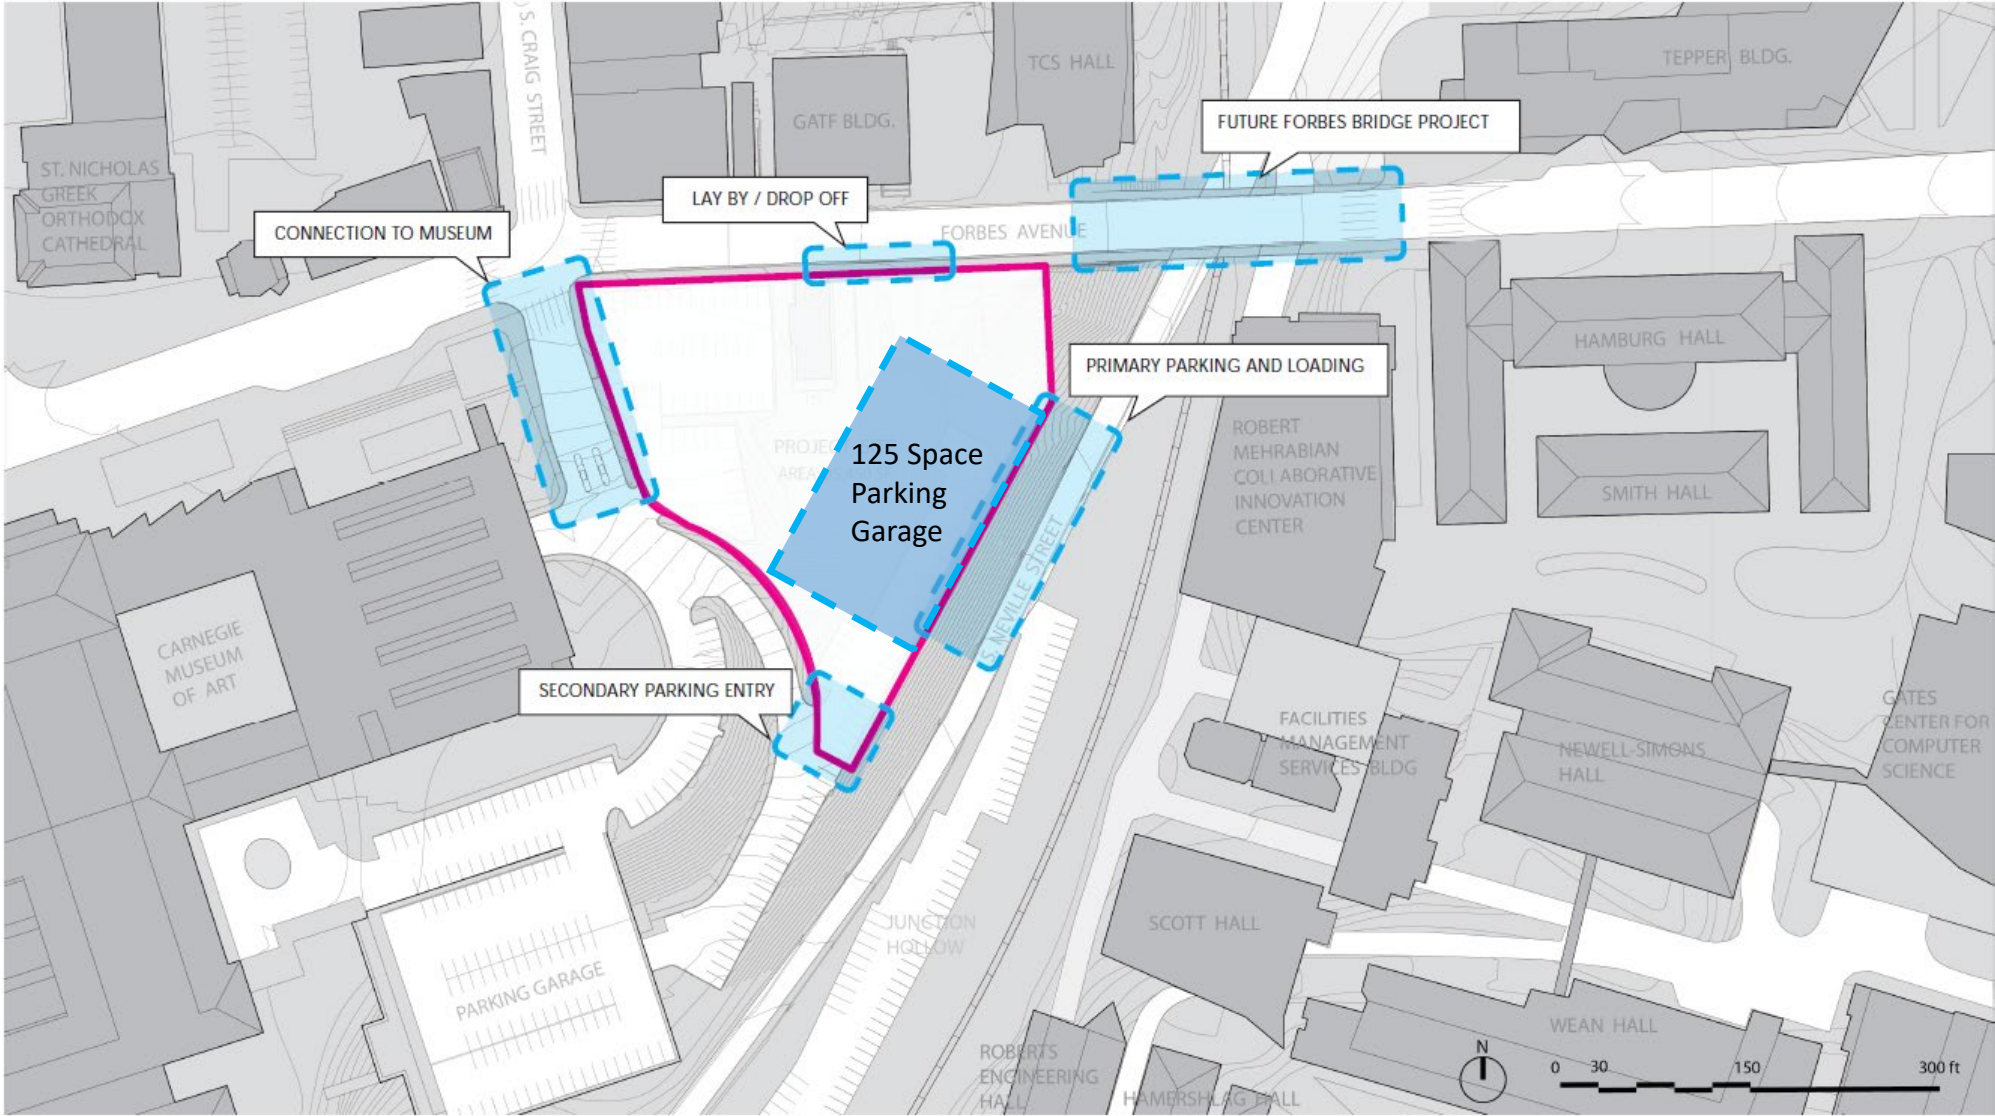 S. CRAIG STREET
TCS HALL
TEPPER BLDG.
GATF BLDG.
FUTURE FORBES BRIDGE PROJECT
ST. NICHOLAS
GREEK
ORTHODOX
CATHEDRAL
LAY BY / DROP OFF
CONNECTION TO MUSEUM
FORBES AVENUE
HAMBURG HALL
PRIMARY PARKING AND LOADING
125 Space
Parking
Garage
ROBERT
MEHRABIAN
COLLABORATIVE
INNOVATION
CENTER
SMITH HALL
S. NEVILLE STREET
CARNEGIE
MUSEUM
OF ART
SECONDARY PARKING ENTRY
FACILITIES
MANAGEMENT
SERVICES BLDG
NEWELL-SIMONS
HALL
GATES
CENTER FOR
COMPUTER
SCIENCE
JUNCTION
HOLLOW
SCOTT HALL
PARKING GARAGE
WEAN HALL
ROBERTS
ENGINEERING
HALL
HAMERSHLAG HALL
N
0 30 150 300 ft